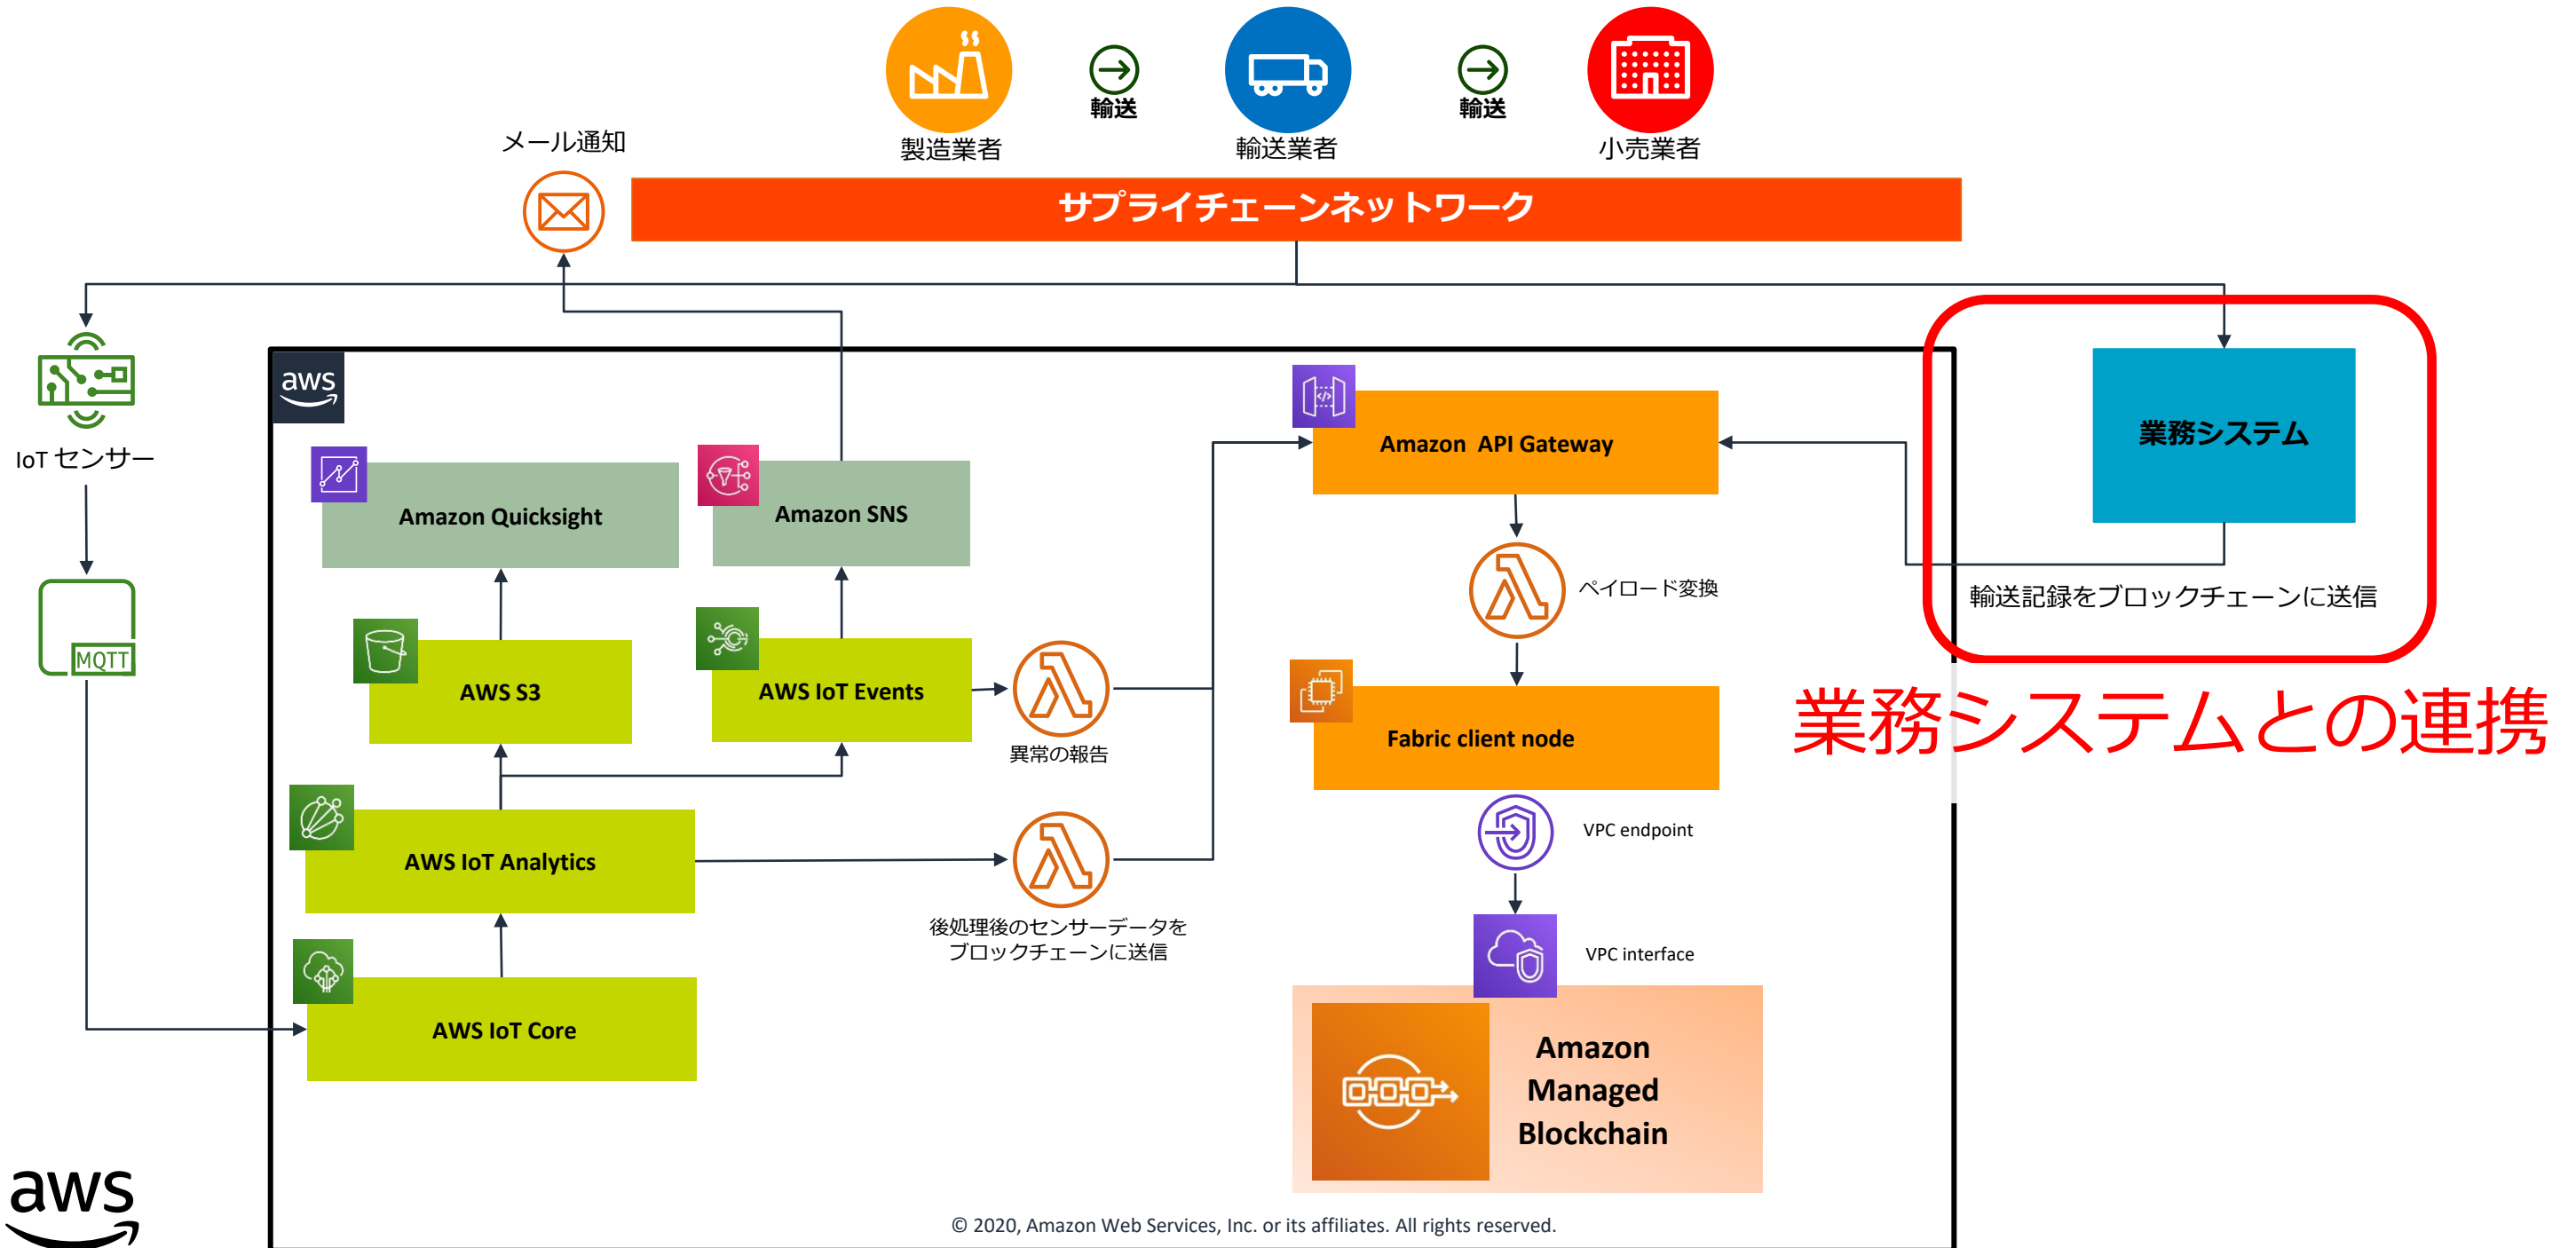 輸送
輸送
製造業者
輸送業者
小売業者
メール通知
サプライチェーンネットワーク
aws
IoT センサー
MQTT
Amazon Quicksight
Amazon SNS
AWS S3
AWS IoT Events
異常の報告
AWS IoT Analytics
後処理後のセンサーデータを
ブロックチェーンに送信
AWS IoT Core
Amazon  API Gateway
ペイロード変換
Fabric client node
VPC endpoint
VPC interface
Amazon
Managed
Blockchain
業務システム
輸送記録をブロックチェーンに送信
業務システムとの連携
aws
© 2020, Amazon Web Services, Inc. or its affiliates. All rights reserved.